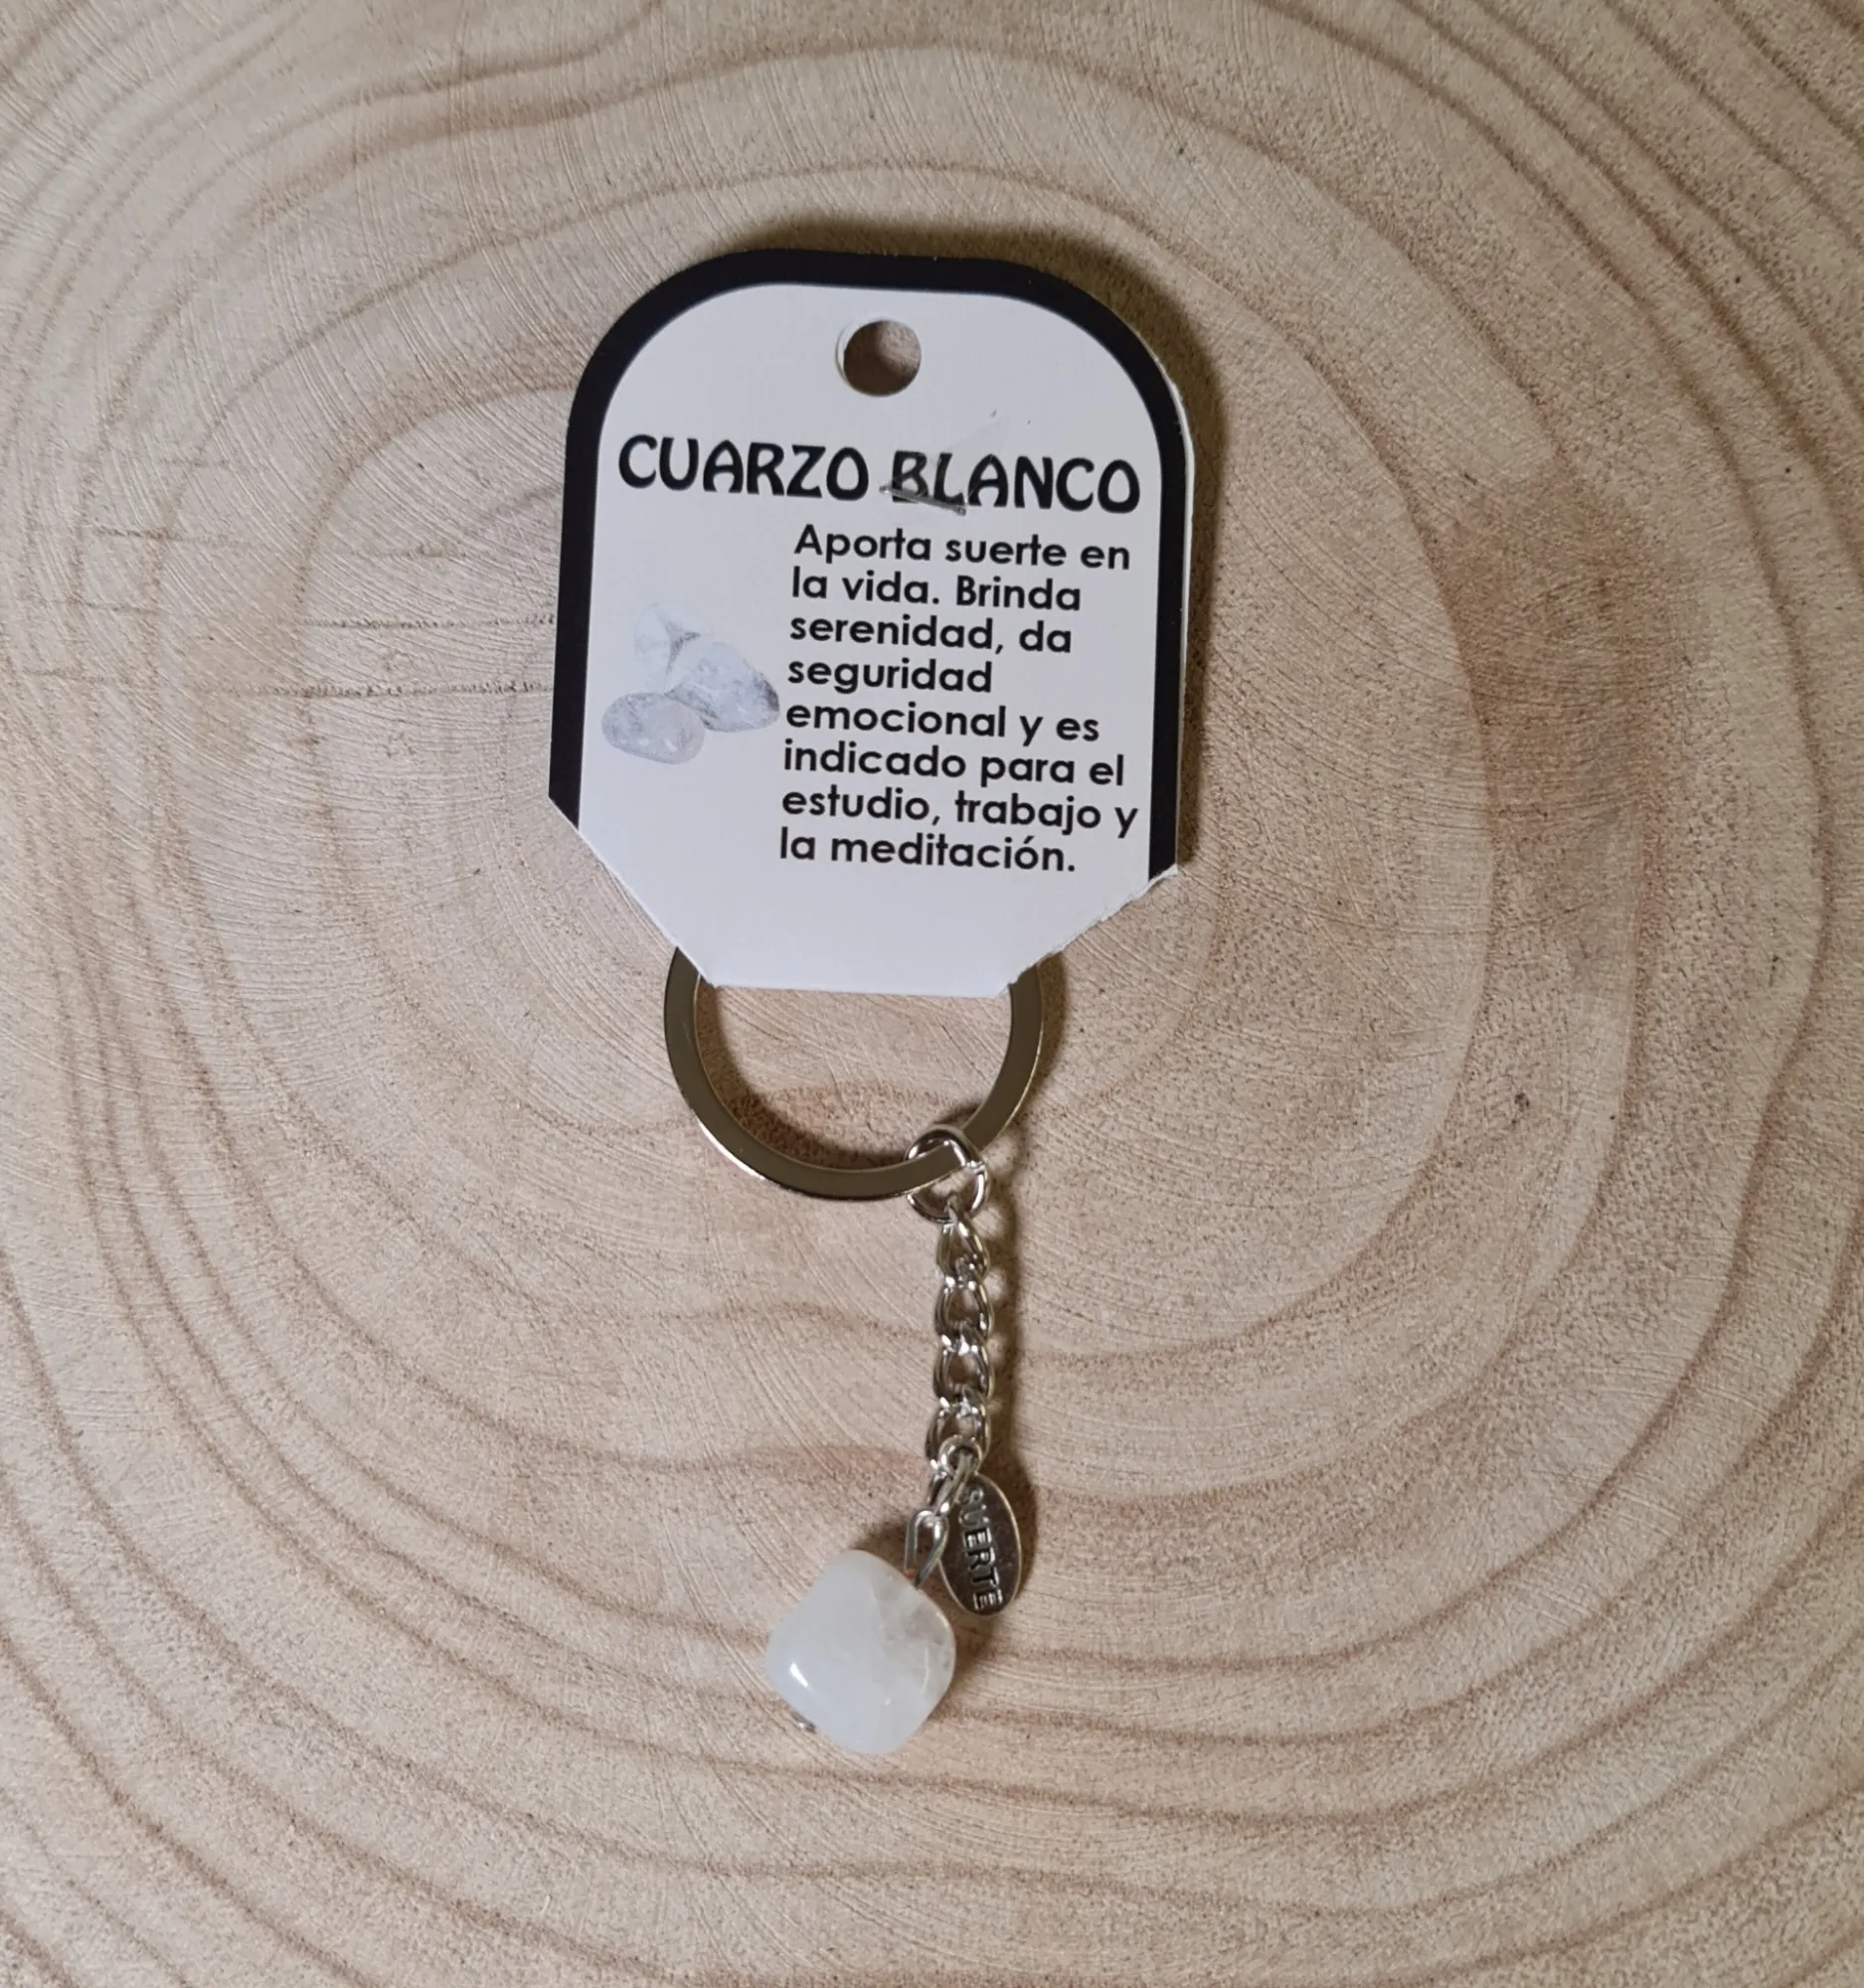 CUARZO BLANCO
Aporta suerte en
la vida. Brinda
serenidad, da
seguridad
emocional y es
indicado para el
estudio, trabajo y
la meditación.
SUERTE